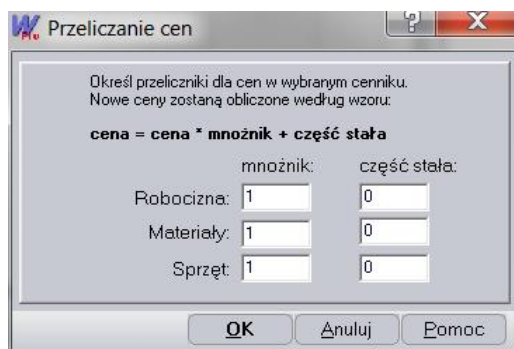 Przeliczanie cen
Określ przeliczniki dla cen w wybranym cenniku.
Nowe ceny zostaną obliczone według wzoru:
cena = cena * mnożnik + część stała
mnożnik: część stała:
Robocizna: 1 0
Materiały: 1 0
Sprzęt: 1 0
OK Anuluj Pomoc